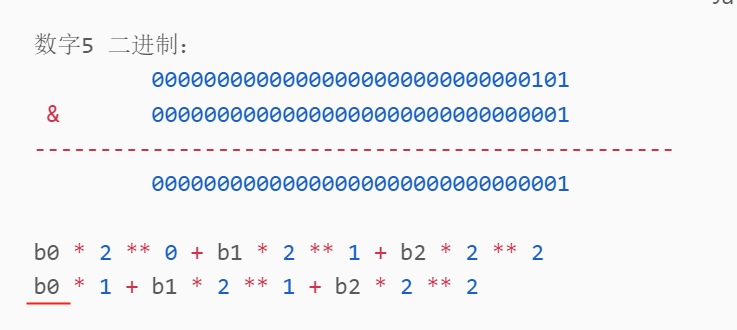 数字5 二进制：
00000000000000000000000000000101
& 00000000000000000000000000000001
-------------------------------------------------
00000000000000000000000000000001
b0 * 2 ** 0 + b1 * 2 ** 1 + b2 * 2 ** 2
b0 * 1 + b1 * 2 ** 1 + b2 * 2 ** 2